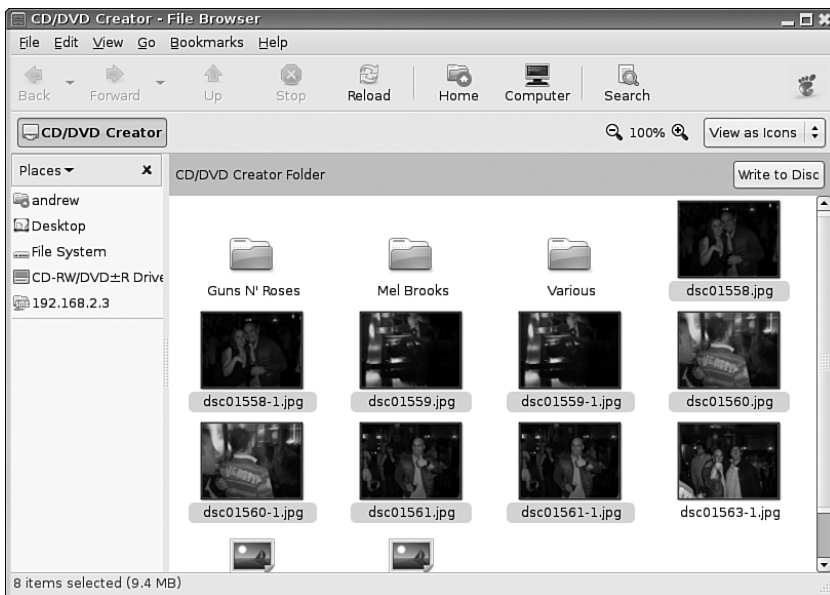 CD/DVD Creator - File Browser
File Edit View Go Bookmarks Help
Back Forward Up Stop Reload Home Computer Search
CD/DVD Creator 100% View as Icons
Places CD/DVD Creator Folder Write to Disc
andrew
Desktop
File System
CD-RW/DVD±R Drive
192.168.2.3
Guns N' Roses Mel Brooks Various dsc01558.jpg
dsc01558-1.jpg dsc01559.jpg dsc01559-1.jpg dsc01560.jpg
dsc01560-1.jpg dsc01561.jpg dsc01561-1.jpg dsc01563-1.jpg
8 items selected (9.4 MB)